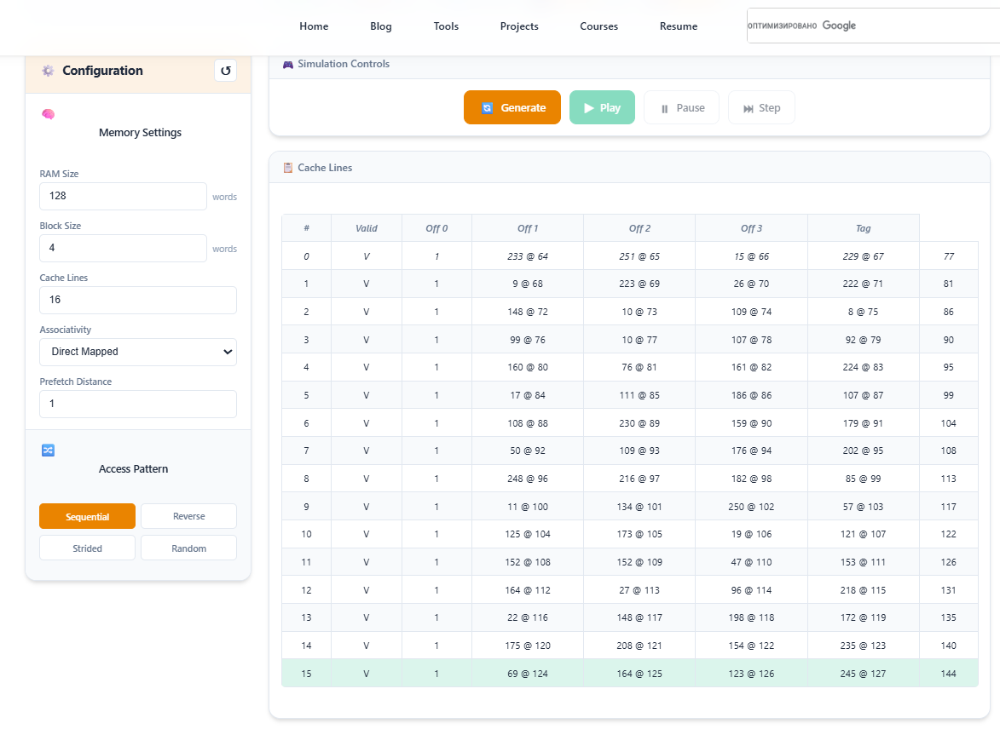 Home Blog Tools Projects Courses Resume ОПТИМИЗИРОВАНО Google
Configuration
Memory Settings
RAM Size
128 words
Block Size
4 words
Cache Lines
16
Associativity
Direct Mapped
Prefetch Distance
1
Access Pattern
Sequential Reverse
Strided Random
Simulation Controls
Generate Play Pause Step
Cache Lines
# Valid Off 0 Off 1 Off 2 Off 3 Tag
0 V 1 233 @ 64 251 @ 65 15 @ 66 229 @ 67 77
1 V 1 9 @ 68 223 @ 69 26 @ 70 222 @ 71 81
2 V 1 148 @ 72 10 @ 73 109 @ 74 8 @ 75 86
3 V 1 99 @ 76 10 @ 77 107 @ 78 92 @ 79 90
4 V 1 160 @ 80 76 @ 81 161 @ 82 224 @ 83 95
5 V 1 17 @ 84 111 @ 85 186 @ 86 107 @ 87 99
6 V 1 108 @ 88 230 @ 89 159 @ 90 179 @ 91 104
7 V 1 50 @ 92 109 @ 93 176 @ 94 202 @ 95 108
8 V 1 248 @ 96 216 @ 97 182 @ 98 85 @ 99 113
9 V 1 11 @ 100 134 @ 101 250 @ 102 57 @ 103 117
10 V 1 125 @ 104 173 @ 105 19 @ 106 121 @ 107 122
11 V 1 152 @ 108 152 @ 109 47 @ 110 153 @ 111 126
12 V 1 164 @ 112 27 @ 113 96 @ 114 218 @ 115 131
13 V 1 22 @ 116 148 @ 117 198 @ 118 172 @ 119 135
14 V 1 175 @ 120 208 @ 121 154 @ 122 235 @ 123 140
15 V 1 69 @ 124 164 @ 125 123 @ 126 245 @ 127 144